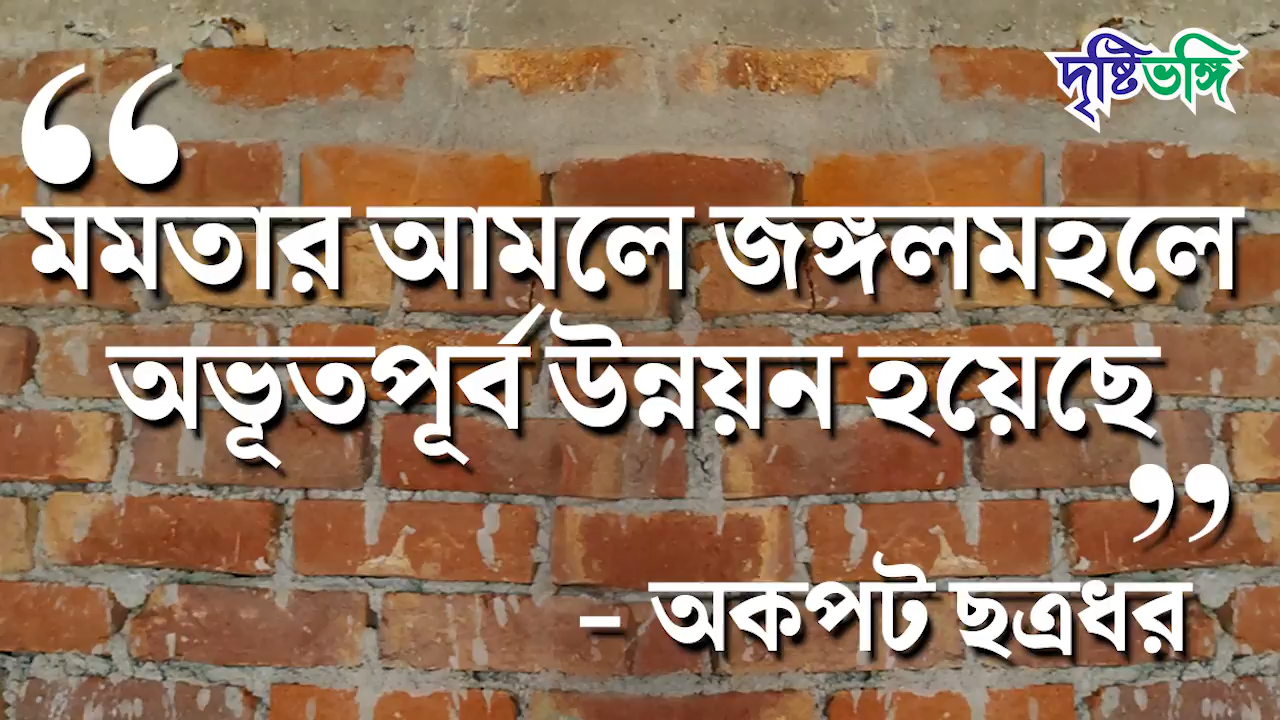 দৃষ্টিভঙ্গি
“
মমতার আমলে জঙ্গলমহলে
অভূতপূর্ব উন্নয়ন হয়েছে
”
– অকপট ছত্রধর